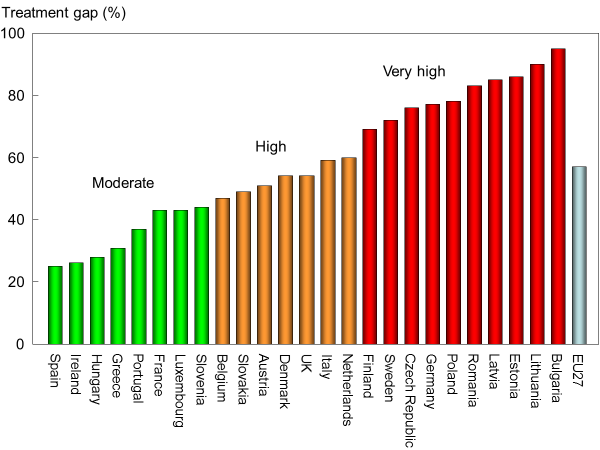 Treatment gap (%)
100
80
60
40
20
0
Moderate
High
Very high
Spain
Ireland
Hungary
Greece
Portugal
France
Luxembourg
Slovenia
Belgium
Slovakia
Austria
Denmark
UK
Italy
Netherlands
Finland
Sweden
Czech Republic
Germany
Poland
Romania
Latvia
Estonia
Lithuania
Bulgaria
EU27